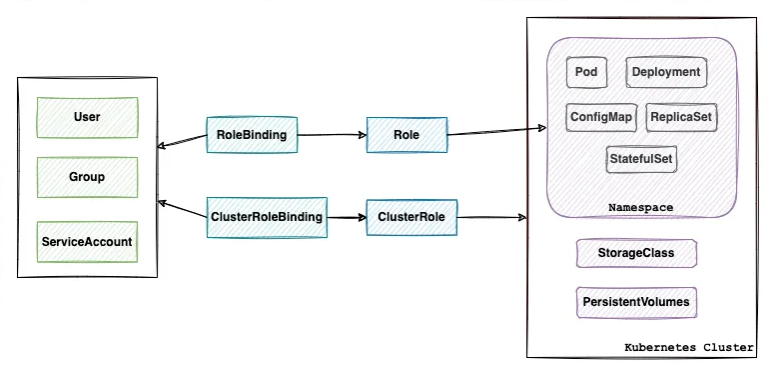 User
Group
ServiceAccount
RoleBinding
Role
ClusterRoleBinding
ClusterRole
Pod
Deployment
ConfigMap
ReplicaSet
StatefulSet
Namespace
StorageClass
PersistentVolumes
Kubernetes Cluster